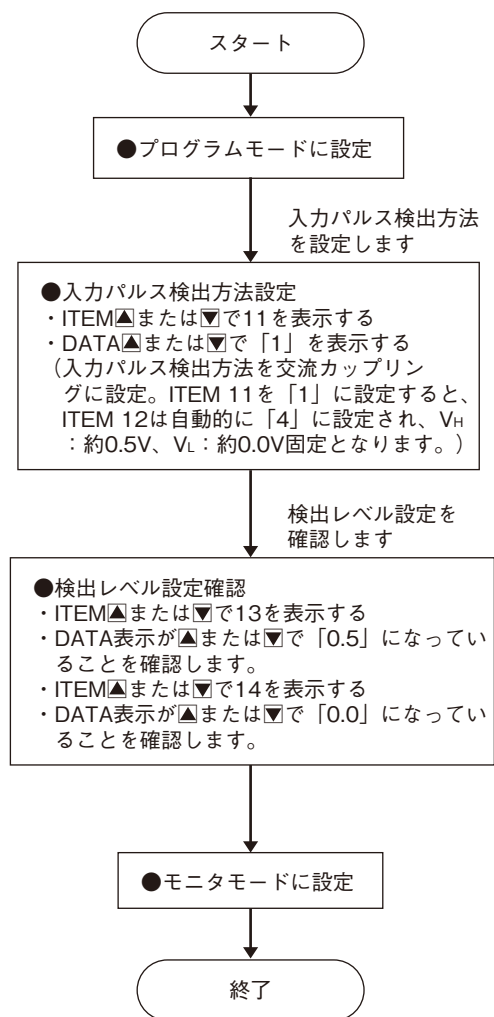 スタート
●プログラムモードに設定
入力パルス検出方法
を設定します
●入力パルス検出方法設定
・ITEM▲または▼で11を表示する
・DATA▲または▼で「1」を表示する
（入力パルス検出方法を交流カップリン
グに設定。ITEM 11を「1」に設定すると、
ITEM 12は自動的に「4」に設定され、VH
：約0.5V、VL：約0.0V固定となります。）
検出レベル設定を
確認します
●検出レベル設定確認
・ITEM▲または▼で13を表示する
・DATA表示が▲または▼で「0.5」になってい
ることを確認します。
・ITEM▲または▼で14を表示する
・DATA表示が▲または▼で「0.0」になってい
ることを確認します。
●モニタモードに設定
終了